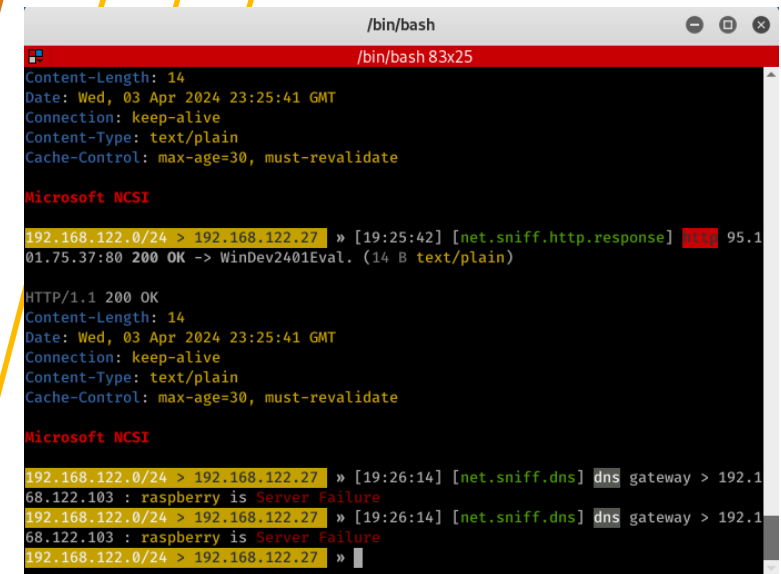 /bin/bash
/bin/bash 83x25
Content-Length: 14
Date: Wed, 03 Apr 2024 23:25:41 GMT
Connection: keep-alive
Content-Type: text/plain
Cache-Control: max-age=30, must-revalidate
Microsoft NCSI
192.168.122.0/24 > 192.168.122.27 » [19:25:42] [net.sniff.http.response] http 95.1
01.75.37:80 200 OK -> WinDev2401Eval. (14 B text/plain)
HTTP/1.1 200 OK
Content-Length: 14
Date: Wed, 03 Apr 2024 23:25:41 GMT
Connection: keep-alive
Content-Type: text/plain
Cache-Control: max-age=30, must-revalidate
Microsoft NCSI
192.168.122.0/24 > 192.168.122.27 » [19:26:14] [net.sniff.dns] dns gateway > 192.1
68.122.103 : raspberry is Server Failure
192.168.122.0/24 > 192.168.122.27 » [19:26:14] [net.sniff.dns] dns gateway > 192.1
68.122.103 : raspberry is Server Failure
192.168.122.0/24 > 192.168.122.27 »